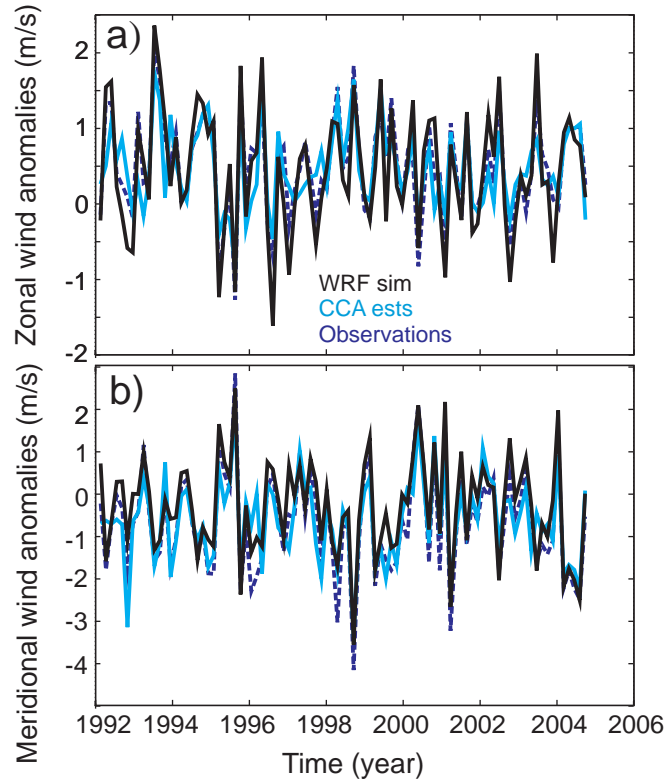 Zonal wind anomalies (m/s)
a)
2
1
0
-1
-2
WRF sim
CCA ests
Observations
Meridional wind anomalies (m/s)
b)
2
1
0
-1
-2
-3
-4
1992 1994 1996 1998 2000 2002 2004 2006
Time (year)